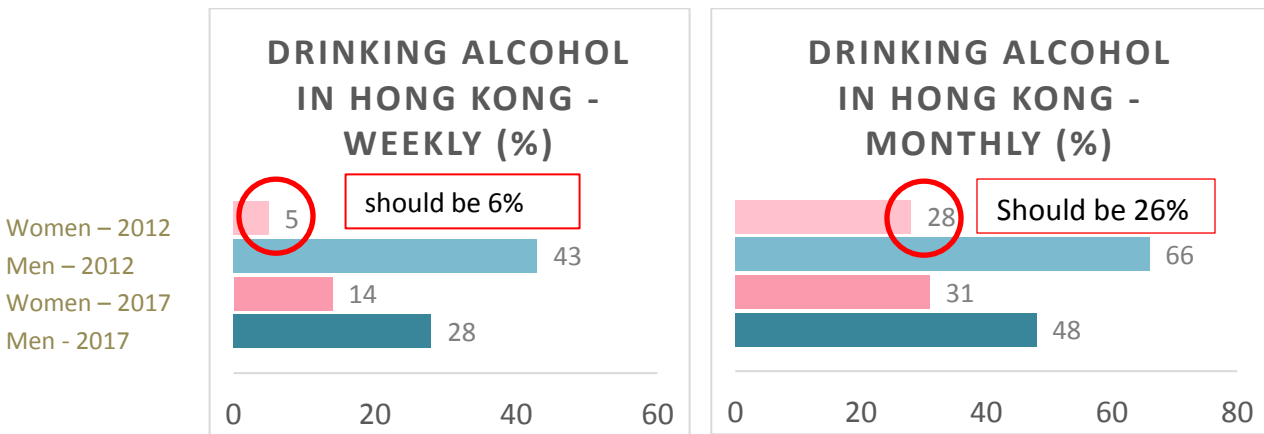 DRINKING ALCOHOL
IN HONG KONG -
WEEKLY (%)
should be 6%
Women – 2012
5
Men – 2012
43
Women – 2017
14
Men - 2017
28
0 20 40 60
DRINKING ALCOHOL
IN HONG KONG -
MONTHLY (%)
Should be 26%
28
66
31
48
0 20 40 60 80